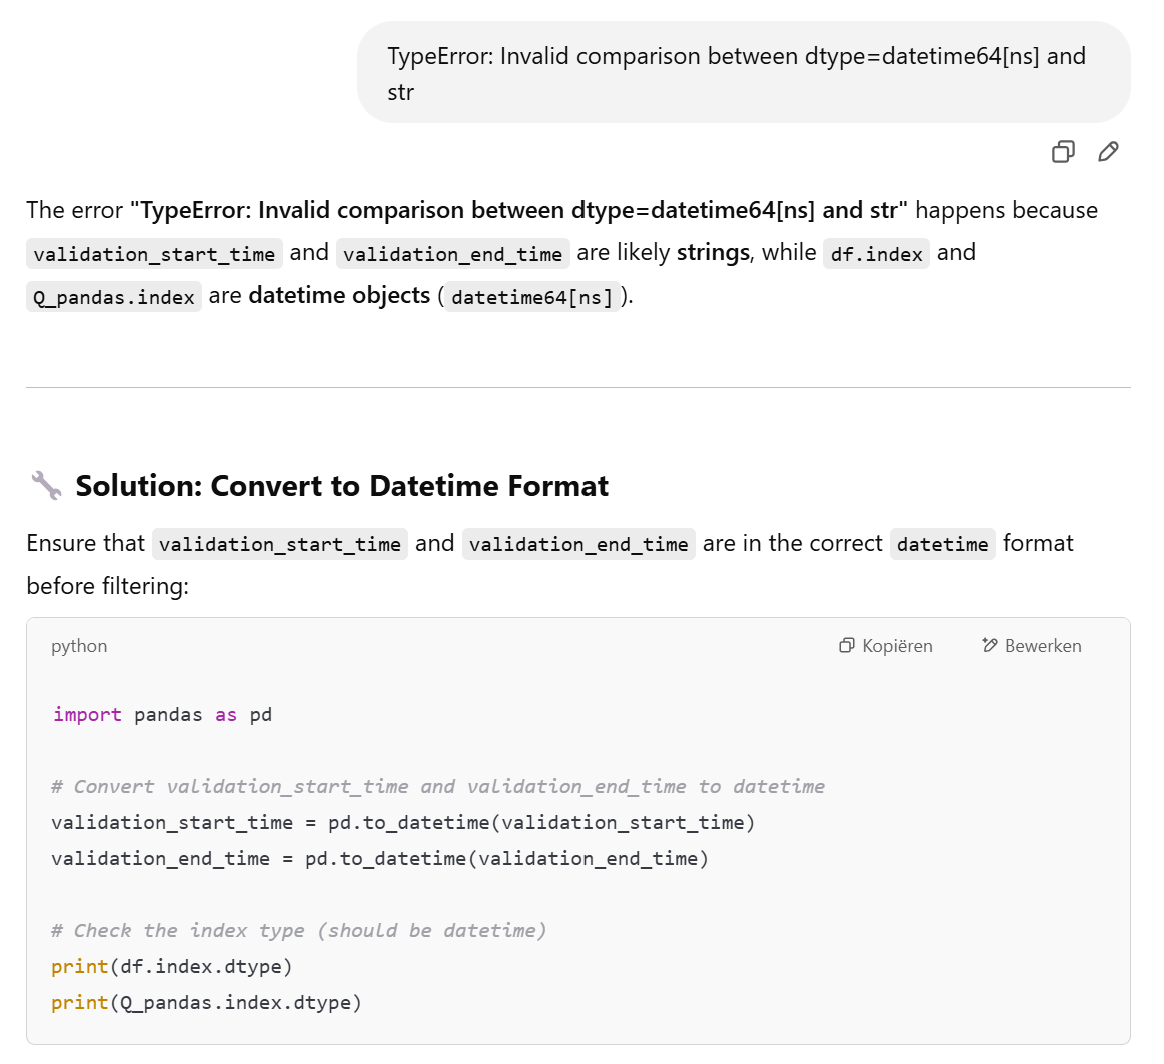 TypeError: Invalid comparison between dtype=datetime64[ns] and
str
The error "TypeError: Invalid comparison between dtype=datetime64[ns] and str" happens because
validation_start_time and validation_end_time are likely strings, while df.index and
Q_pandas.index are datetime objects ( datetime64[ns] ).
Solution: Convert to Datetime Format
Ensure that validation_start_time and validation_end_time are in the correct datetime format
before filtering:
python Kopiëren Bewerken
import pandas as pd
# Convert validation_start_time and validation_end_time to datetime
validation_start_time = pd.to_datetime(validation_start_time)
validation_end_time = pd.to_datetime(validation_end_time)
# Check the index type (should be datetime)
print(df.index.dtype)
print(Q_pandas.index.dtype)